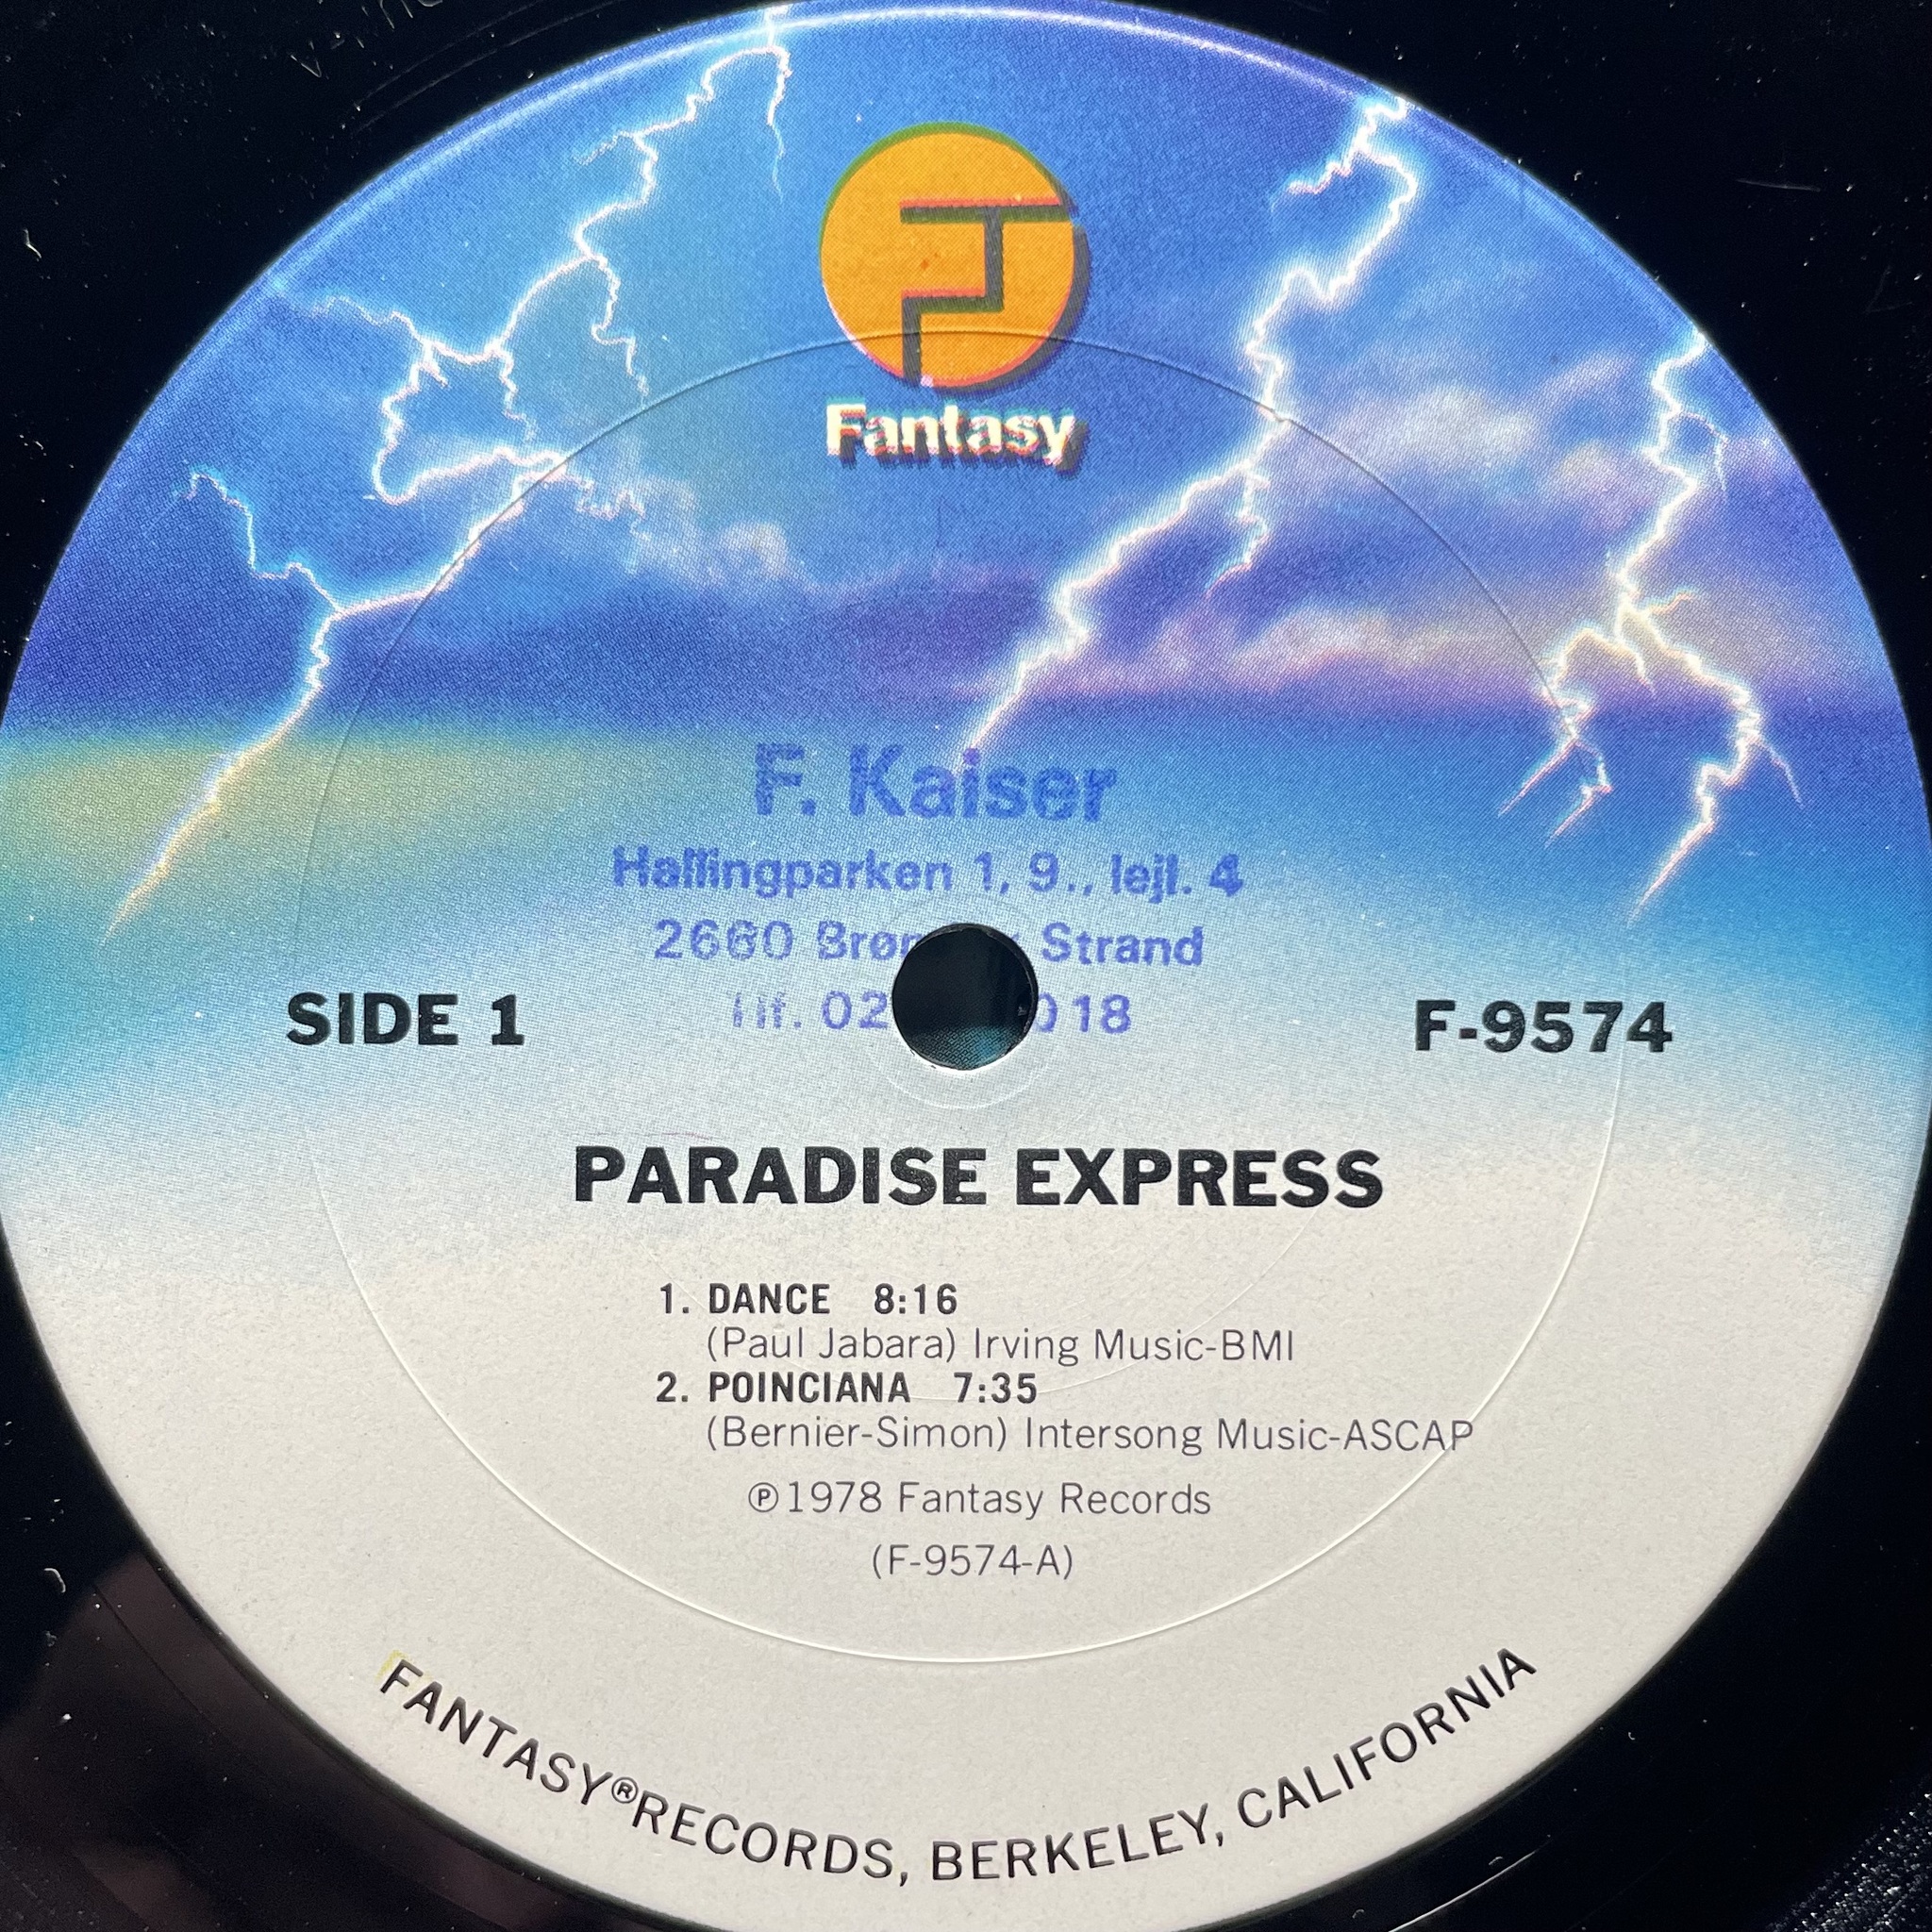 Fantasy
F. Kaiser
Hallingparken 1, 9., lejl. 4
2660 Strand
Tlf. 02 018
SIDE 1
F-9574
PARADISE EXPRESS
1. DANCE 8:16
(Paul Jabara) Irving Music-BMI
2. POINCIANA 7:35
(Bernier-Simon) Intersong Music-ASCAP
℗1978 Fantasy Records
(F-9574-A)
FANTASY® RECORDS, BERKELEY, CALIFORNIA